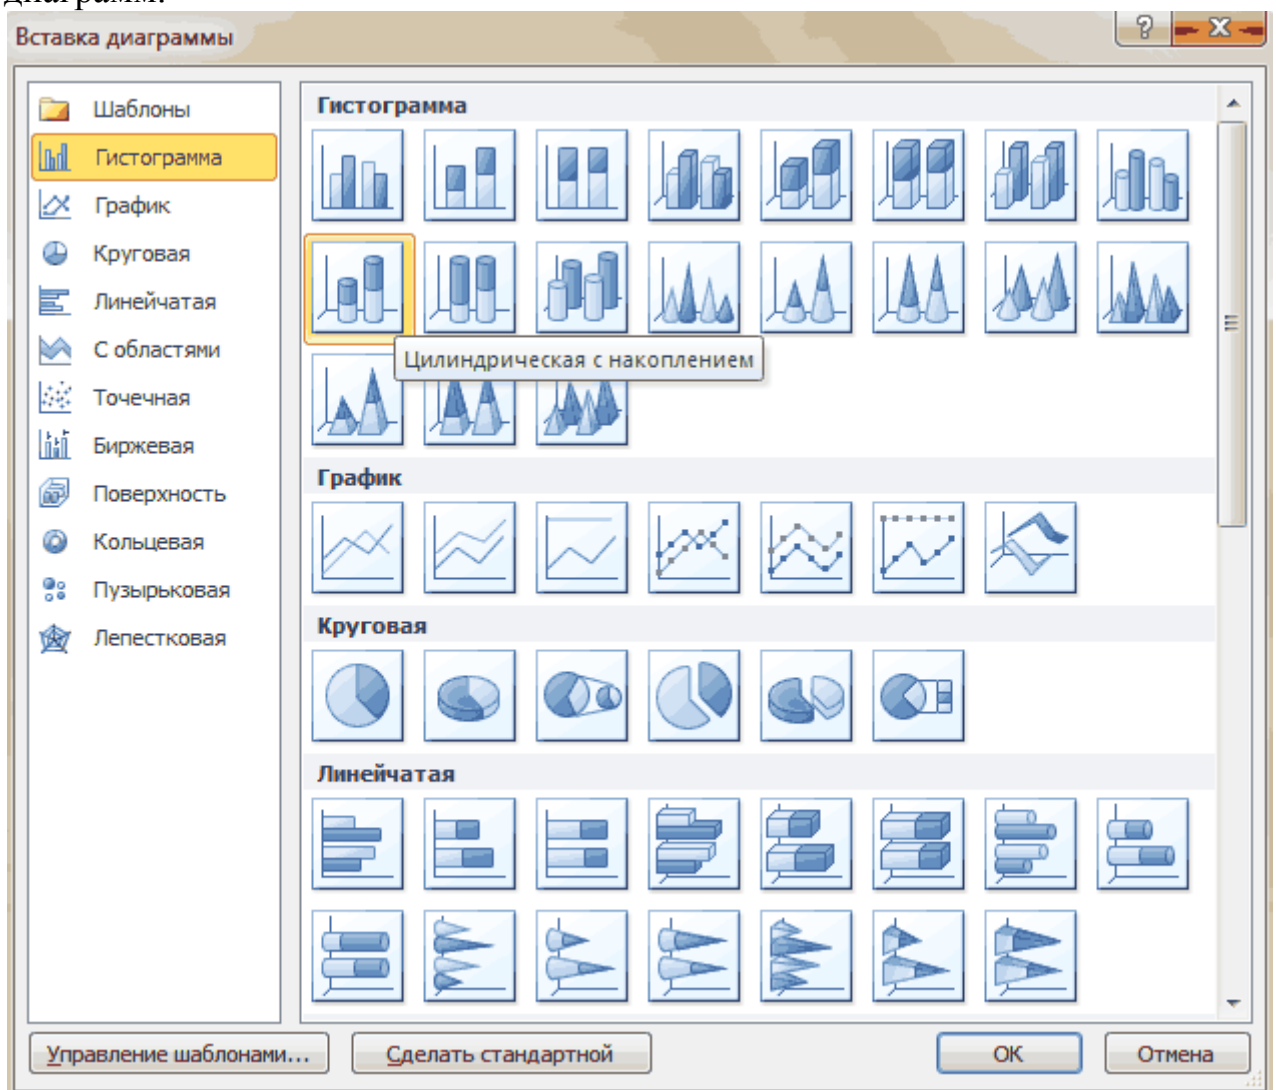 диаграмм.
Вставка диаграммы
Шаблоны
Гистограмма
График
Круговая
Линейчатая
С областями
Точечная
Биржевая
Поверхность
Кольцевая
Пузырьковая
Лепестковая
Гистограмма
Цилиндрическая с накоплением
График
Круговая
Линейчатая
Управление шаблонами...
Сделать стандартной
ОК
Отмена